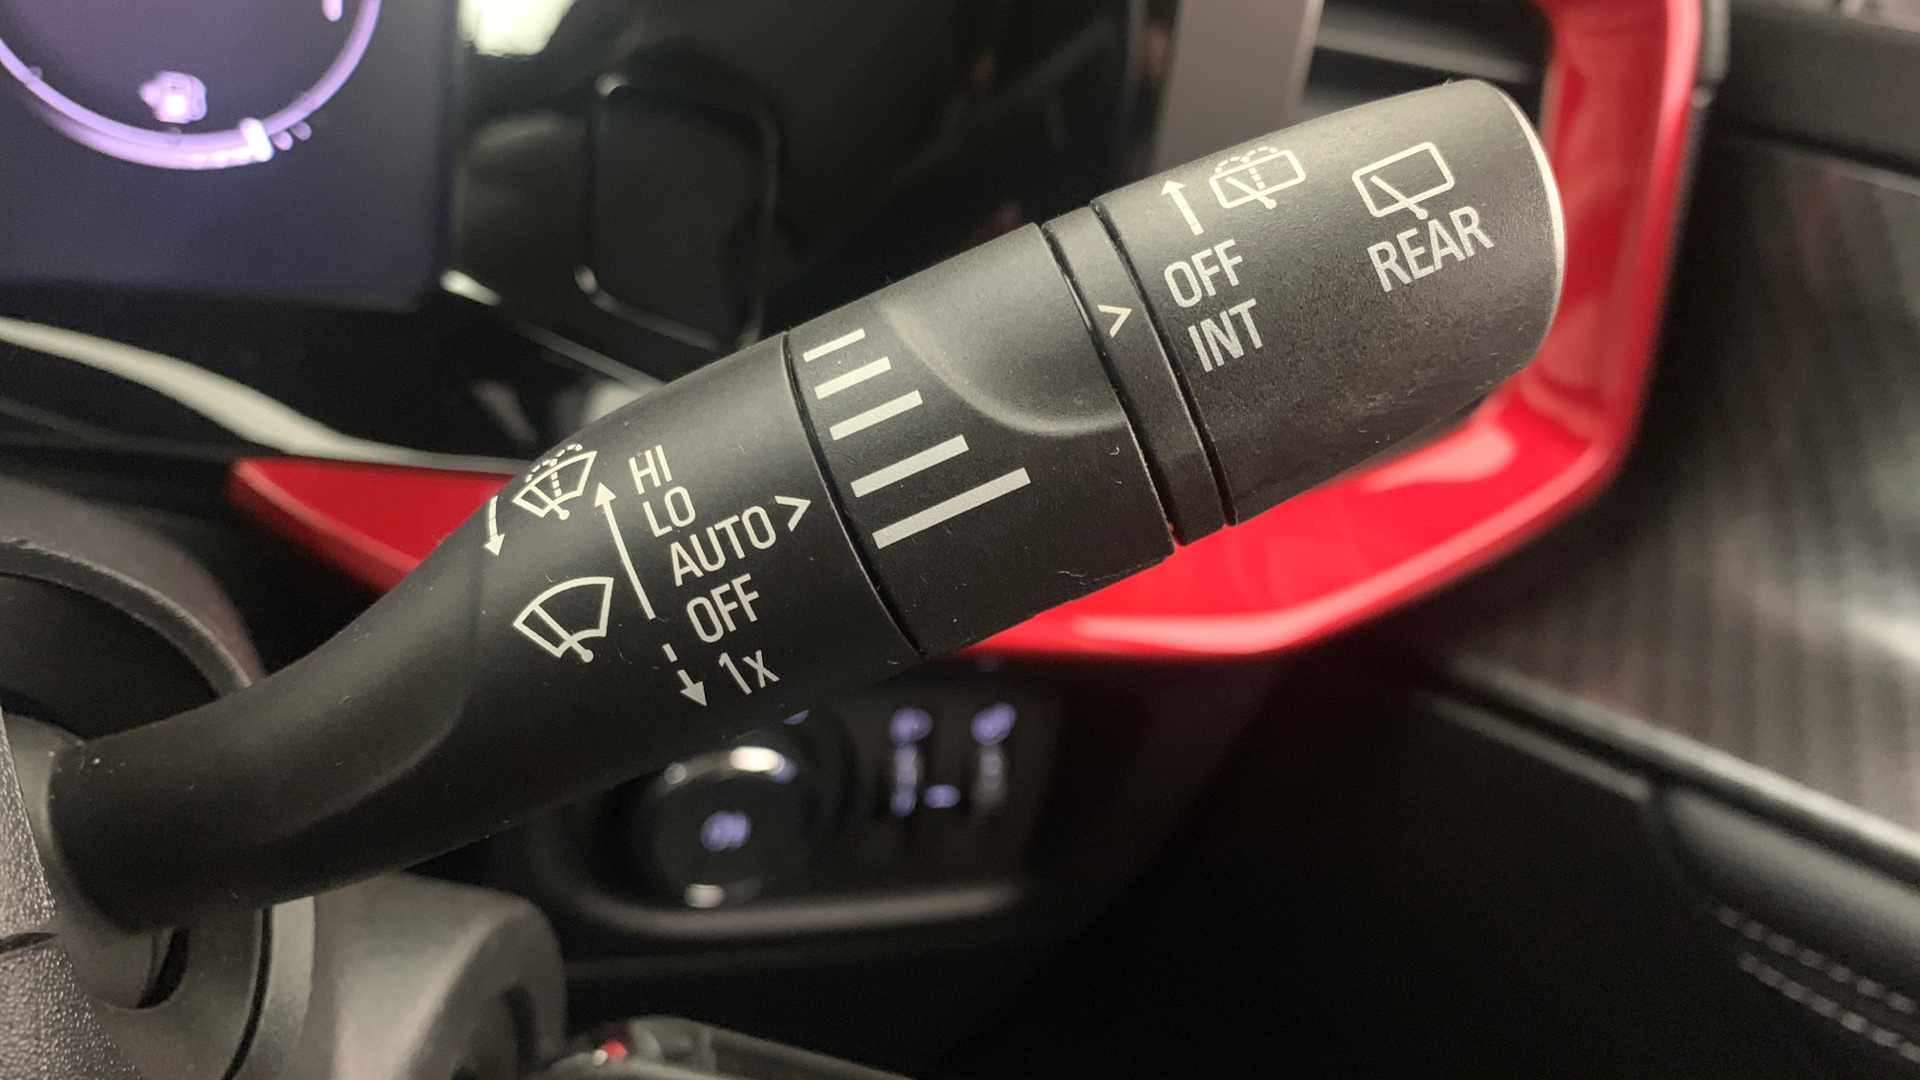 HI
LO
AUTO >
OFF
1x
>
OFF
INT
REAR